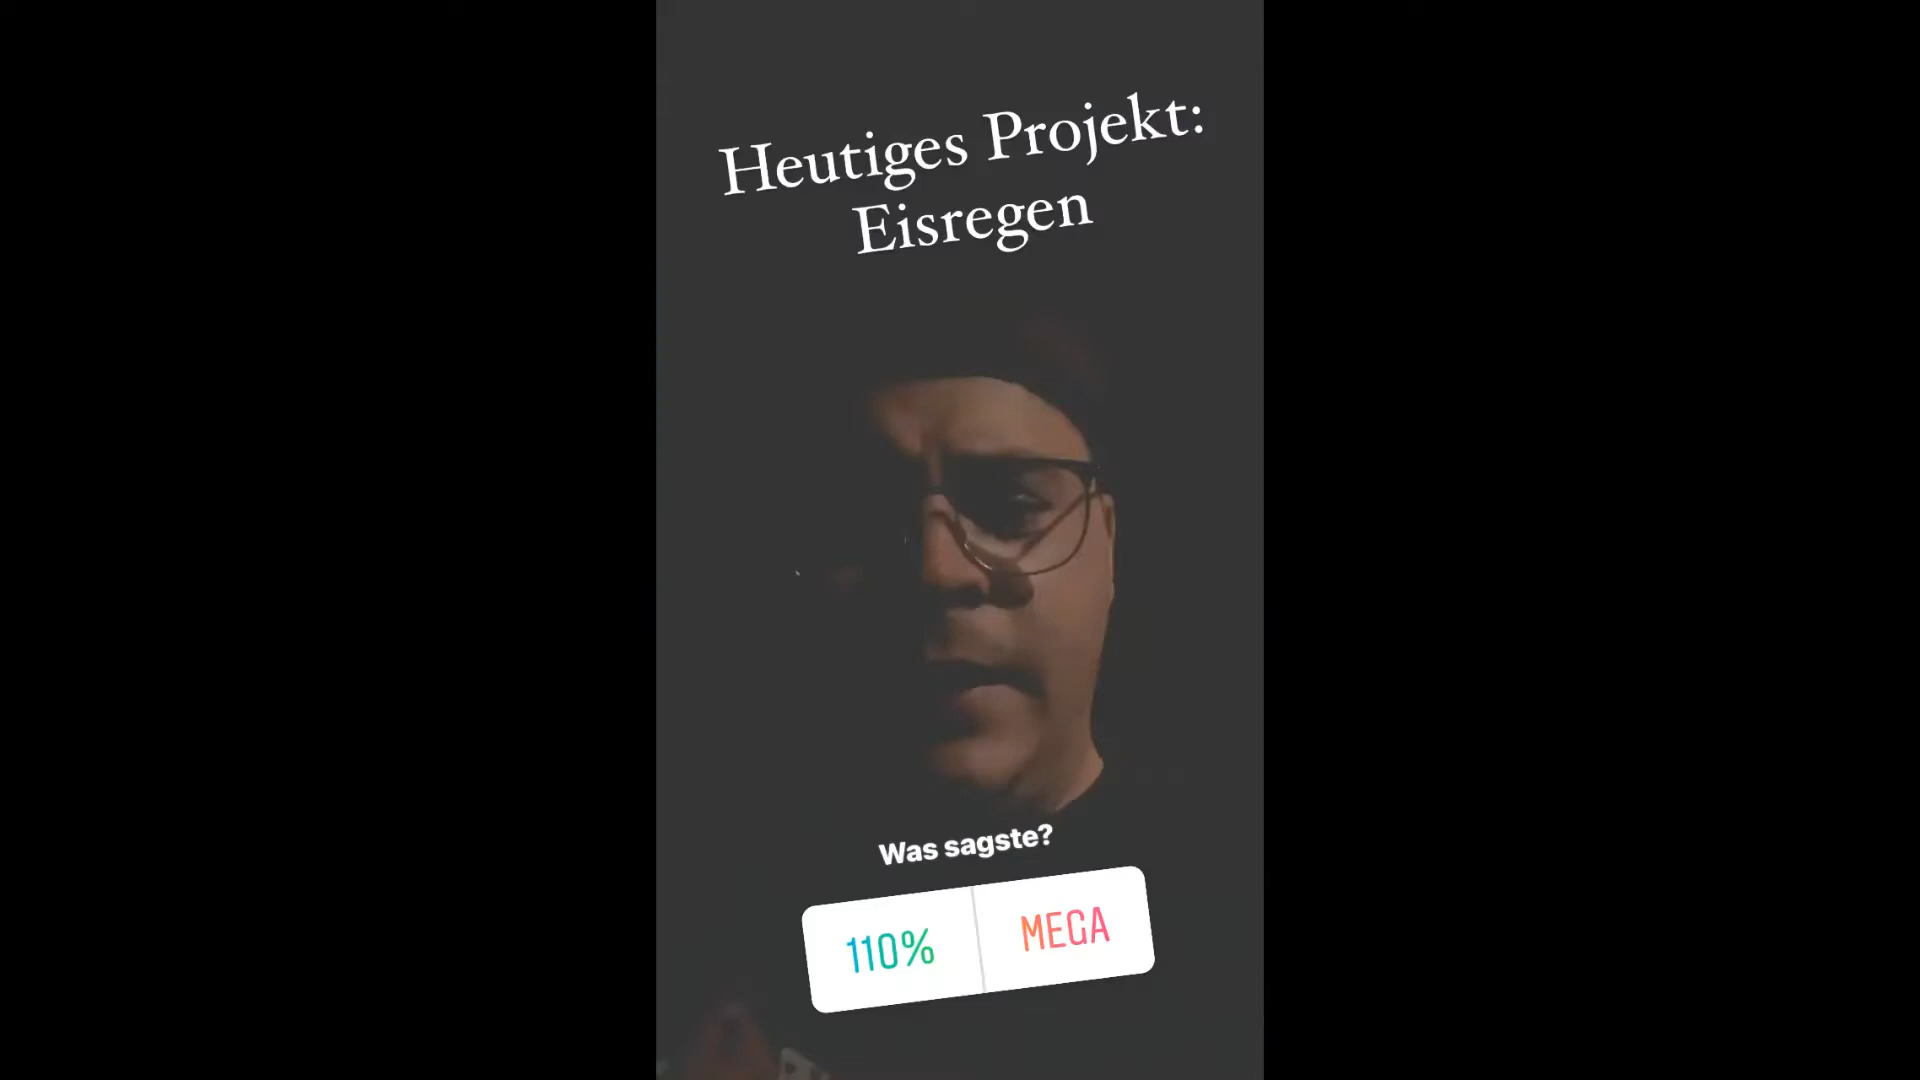 Heutiges Projekt:
Eisregen
Was sagste?
110%
MEGA